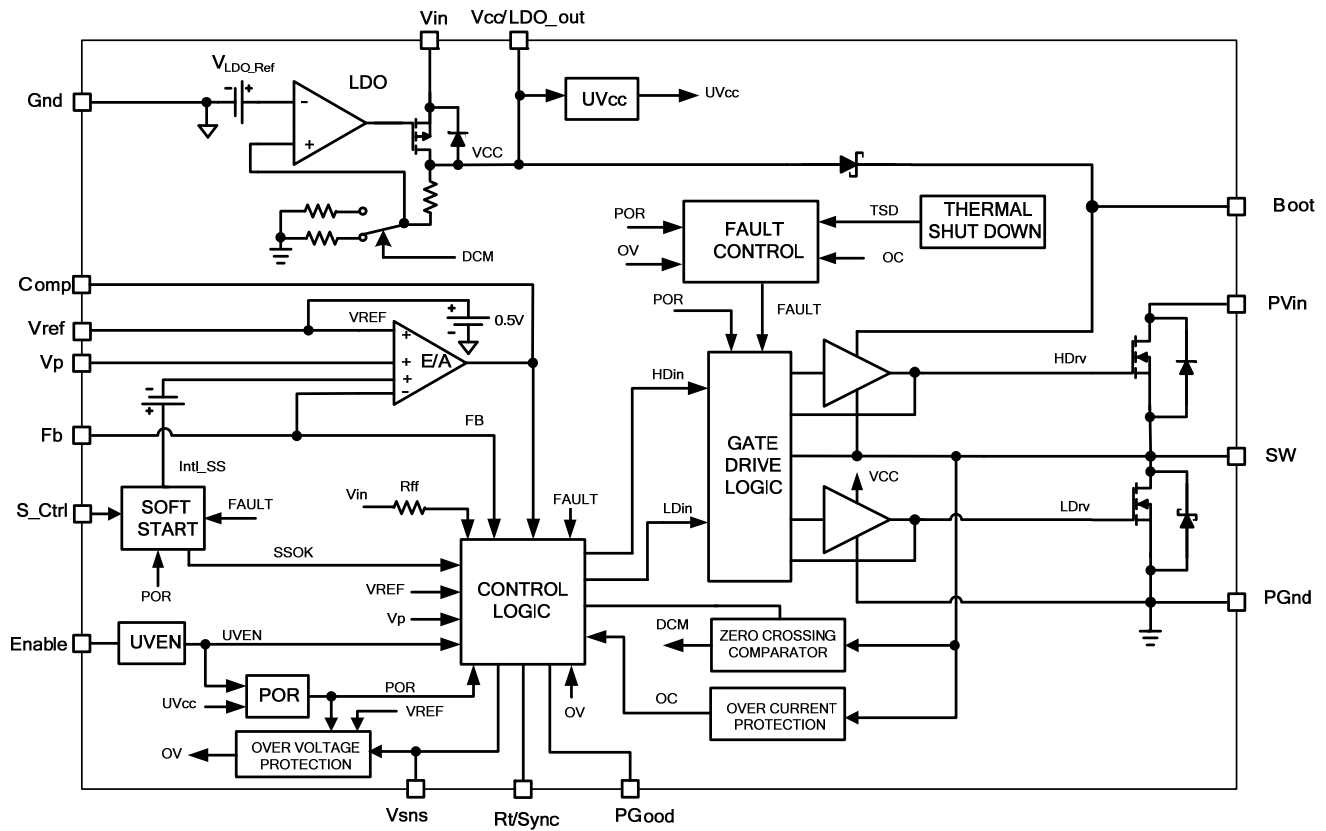 Vin
Vcc/LDO_out
VLDO_Ref
- +
LDO
Gnd
-
+
UVcc
UVcc
VCC
Boot
POR
OV
FAULT CONTROL
TSD
OC
THERMAL SHUT DOWN
DCM
Comp
Vref
VREF
+
-
0.5V
POR
FAULT
PVin
Vp
+
+
+
-
E/A
-
+
HDin
HDrv
Fb
FB
GATE DRIVE LOGIC
SW
Intl_SS
VCC
S_Ctrl
SOFT START
FAULT
Vin
Rff
FAULT
LDin
LDrv
SSOK
POR
VREF
Vp
CONTROL LOGIC
PGnd
Enable
UVEN
UVEN
DCM
ZERO CROSSING COMPARATOR
UVcc
POR
POR
VREF
OV
OC
OVER CURRENT PROTECTION
OV
OVER VOLTAGE PROTECTION
Vsns
Rt/Sync
PGood